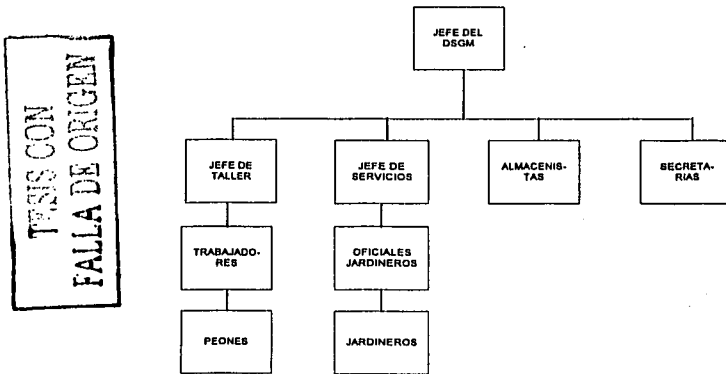 TESIS CON
FALLA DE ORIGEN
JEFE DEL
DSGM
JEFE DE
TALLER
JEFE DE
SERVICIOS
ALMACENIS-
TAS
SECRETA-
RIAS
TRABAJADO-
RES
OFICIALES
JARDINEROS
PEONES
JARDINEROS